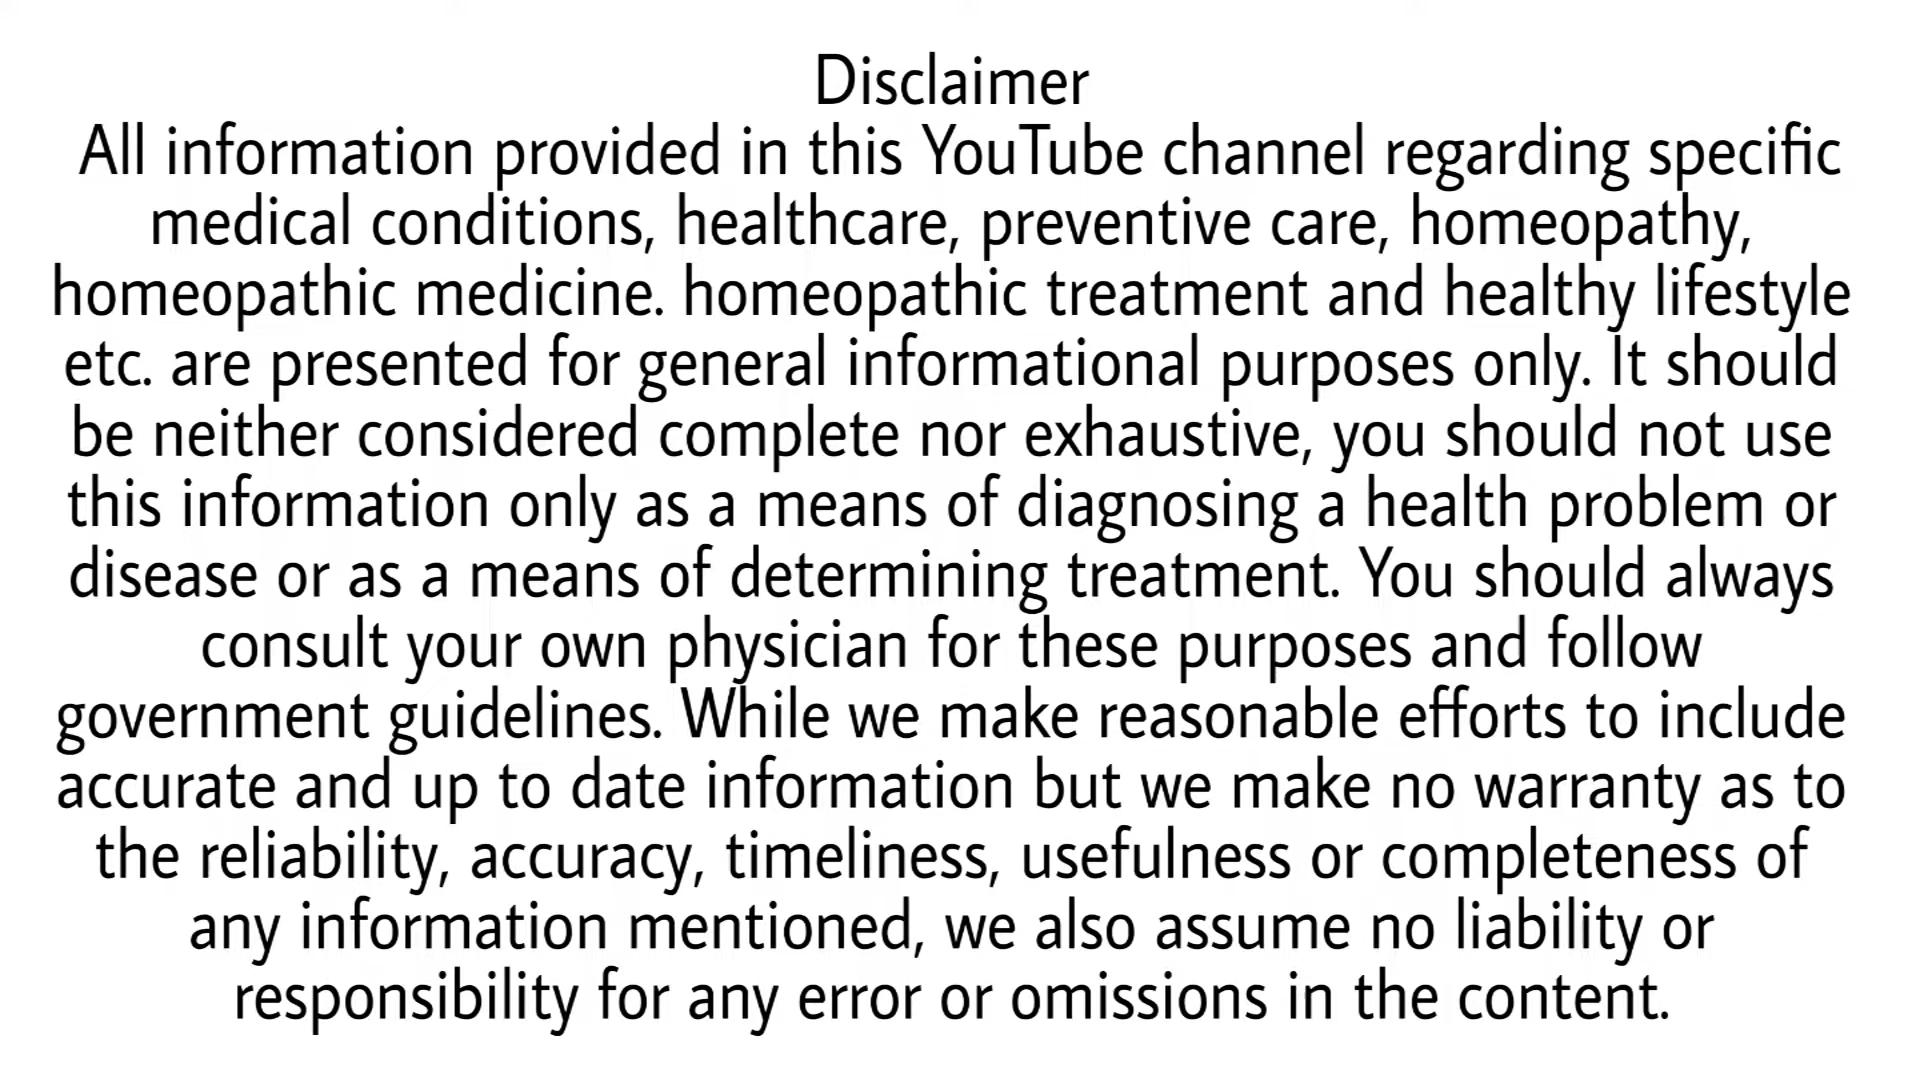 Disclaimer
All information provided in this YouTube channel regarding specific
medical conditions, healthcare, preventive care, homeopathy,
homeopathic medicine. homeopathic treatment and healthy lifestyle
etc. are presented for general informational purposes only. It should
be neither considered complete nor exhaustive, you should not use
this information only as a means of diagnosing a health problem or
disease or as a means of determining treatment. You should always
consult your own physician for these purposes and follow
government guidelines. While we make reasonable efforts to include
accurate and up to date information but we make no warranty as to
the reliability, accuracy, timeliness, usefulness or completeness of
any information mentioned, we also assume no liability or
responsibility for any error or omissions in the content.